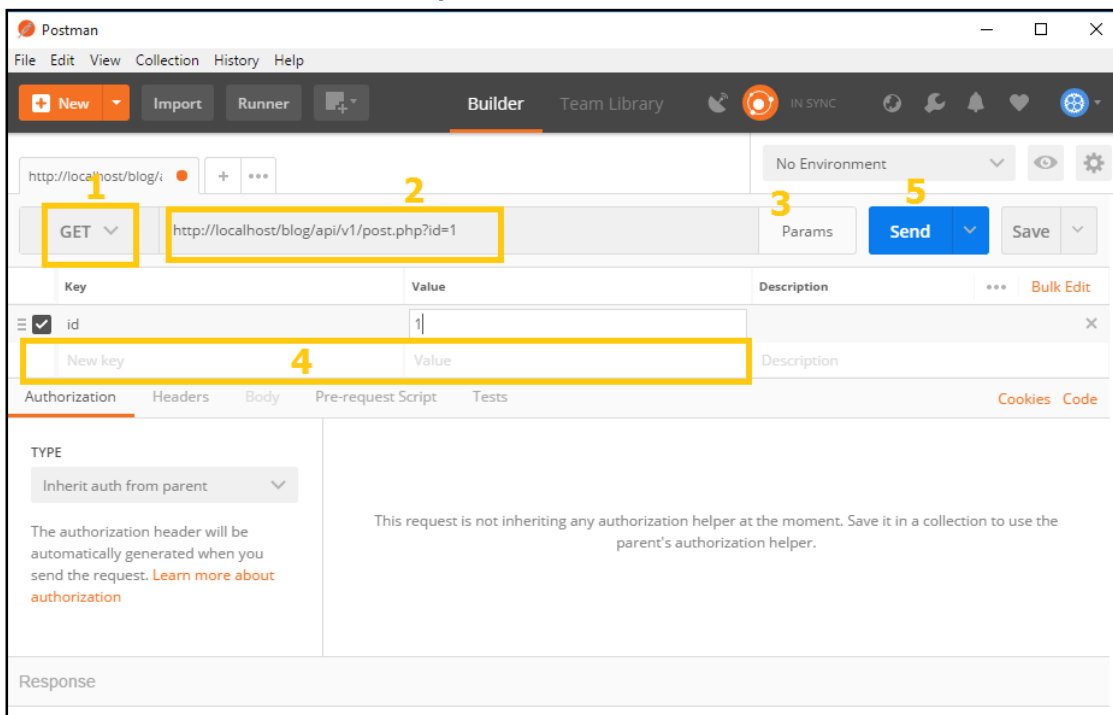 Postman
File Edit View Collection History Help
New Import Runner Builder Team Library IN SYNC
http://localhost/blog/a + ••• No Environment
1 2 3 5
GET http://localhost/blog/api/v1/post.php?id=1 Params Send Save
Key Value Description ••• Bulk Edit
id 1
New key 4 Value Description
Authorization Headers Body Pre-request Script Tests Cookies Code
TYPE
Inherit auth from parent
The authorization header will be
automatically generated when you
send the request. Learn more about
authorization
This request is not inheriting any authorization helper at the moment. Save it in a collection to use the
parent's authorization helper.
Response